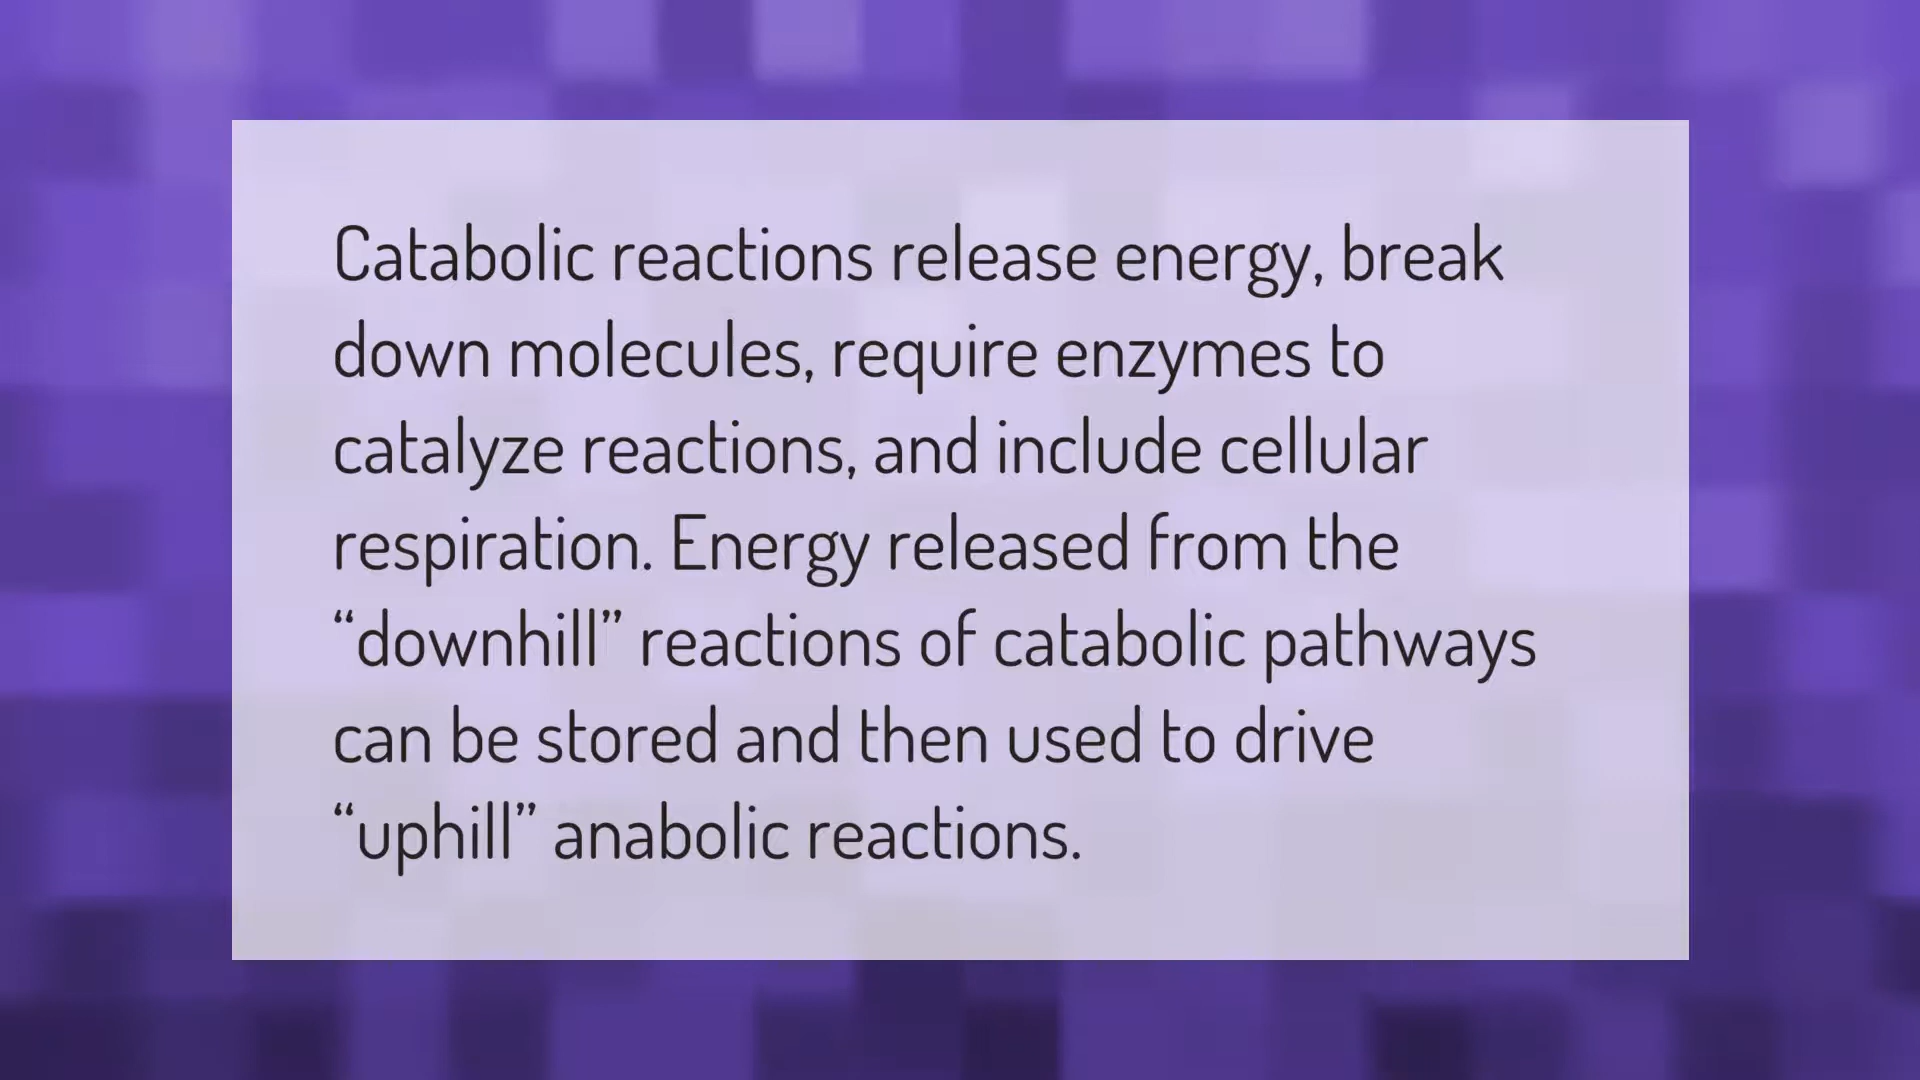 Catabolic reactions release energy, break
down molecules, require enzymes to
catalyze reactions, and include cellular
respiration. Energy released from the
“downhill” reactions of catabolic pathways
can be stored and then used to drive
“uphill” anabolic reactions.